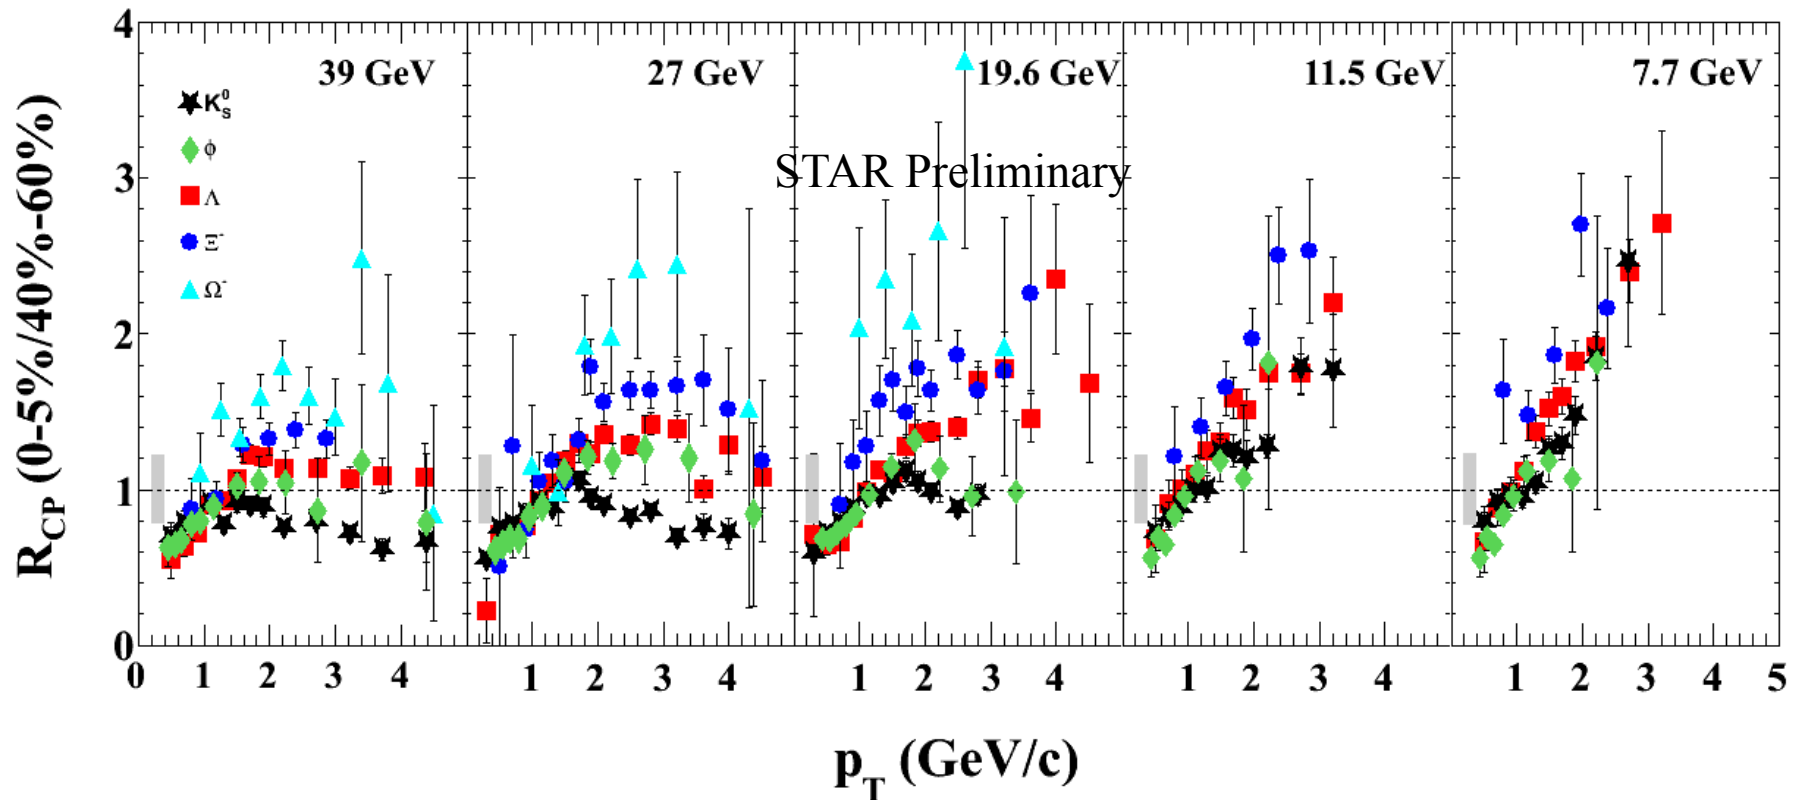 R_CP (0-5%/40%-60%)
4
3
2
1
0
39 GeV
27 GeV
19.6 GeV
11.5 GeV
7.7 GeV
K⁰_S
ϕ
Λ
Ξ⁻
Ω⁻
STAR Preliminary
0 1 2 3 4
1 2 3 4
1 2 3 4
1 2 3 4
1 2 3 4 5
p_T (GeV/c)